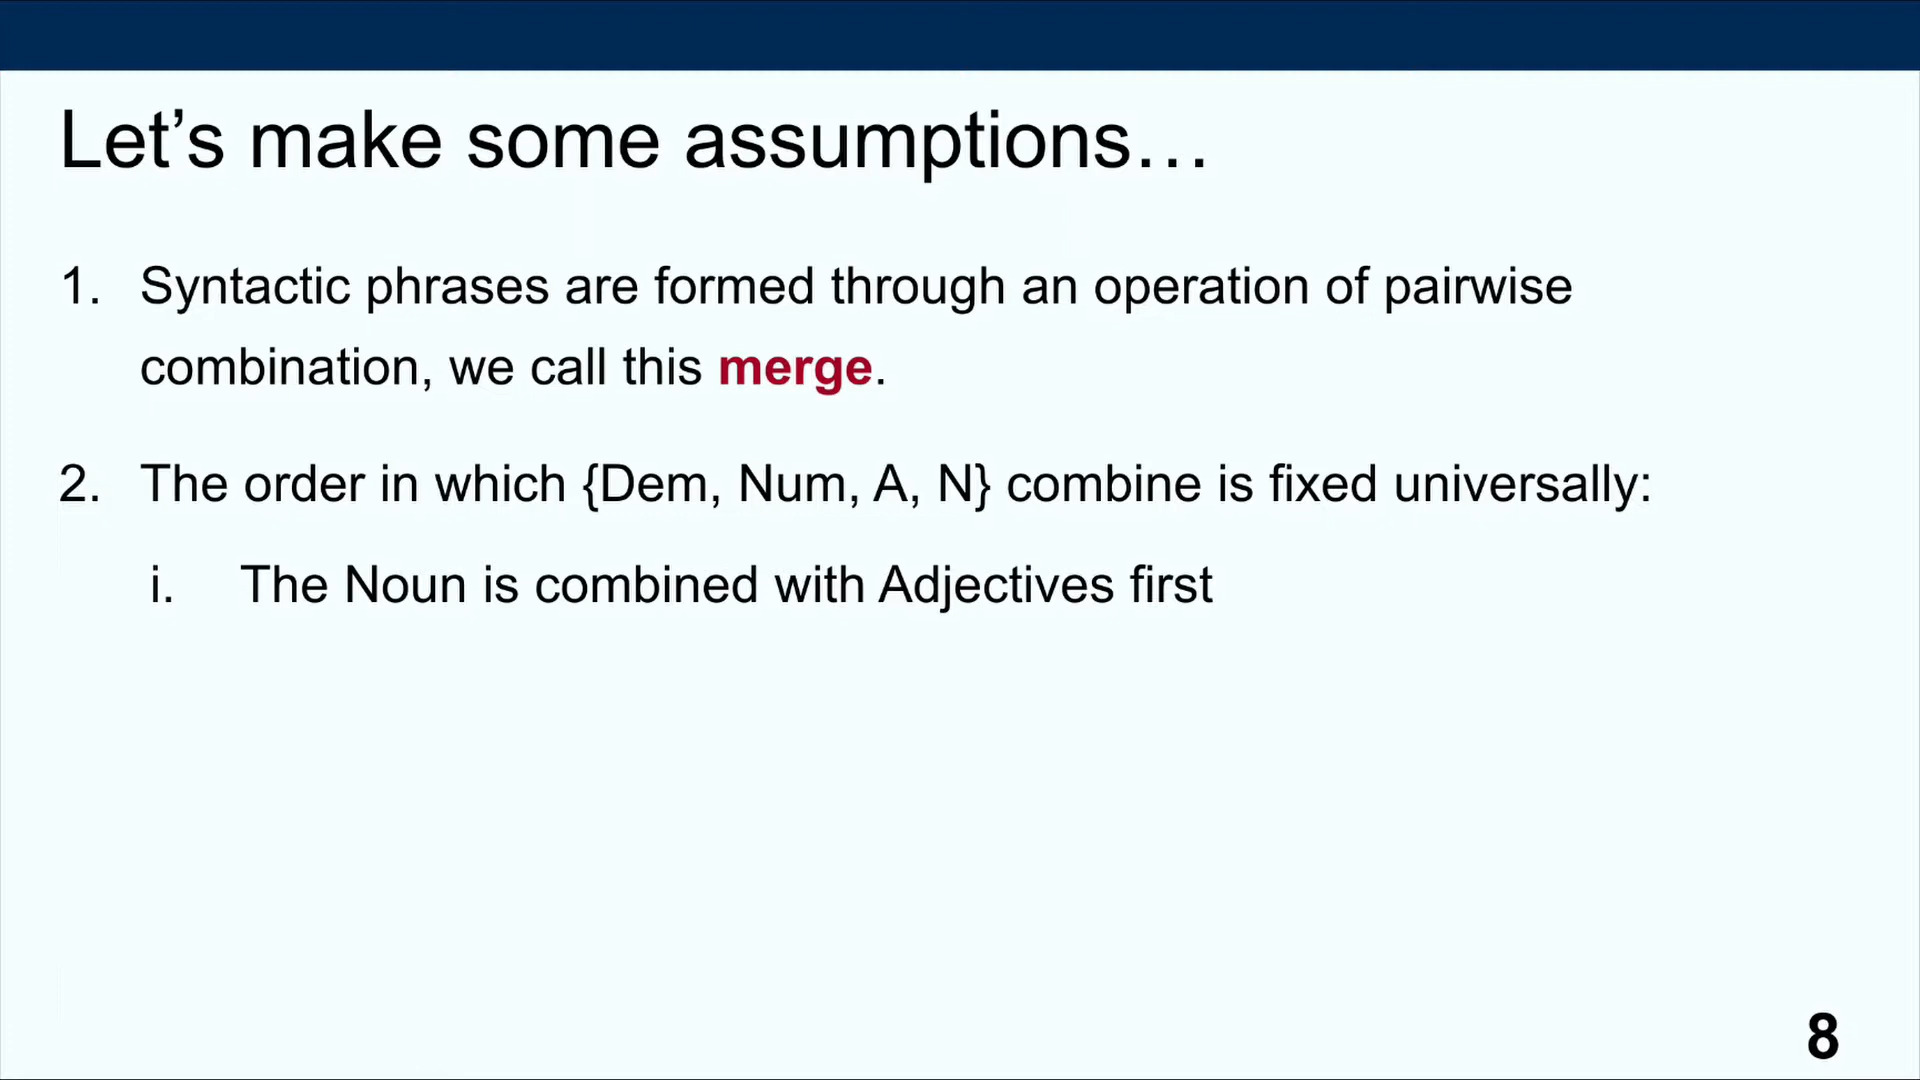 Let’s make some assumptions…
1. Syntactic phrases are formed through an operation of pairwise
combination, we call this merge.
2. The order in which {Dem, Num, A, N} combine is fixed universally:
i. The Noun is combined with Adjectives first
8